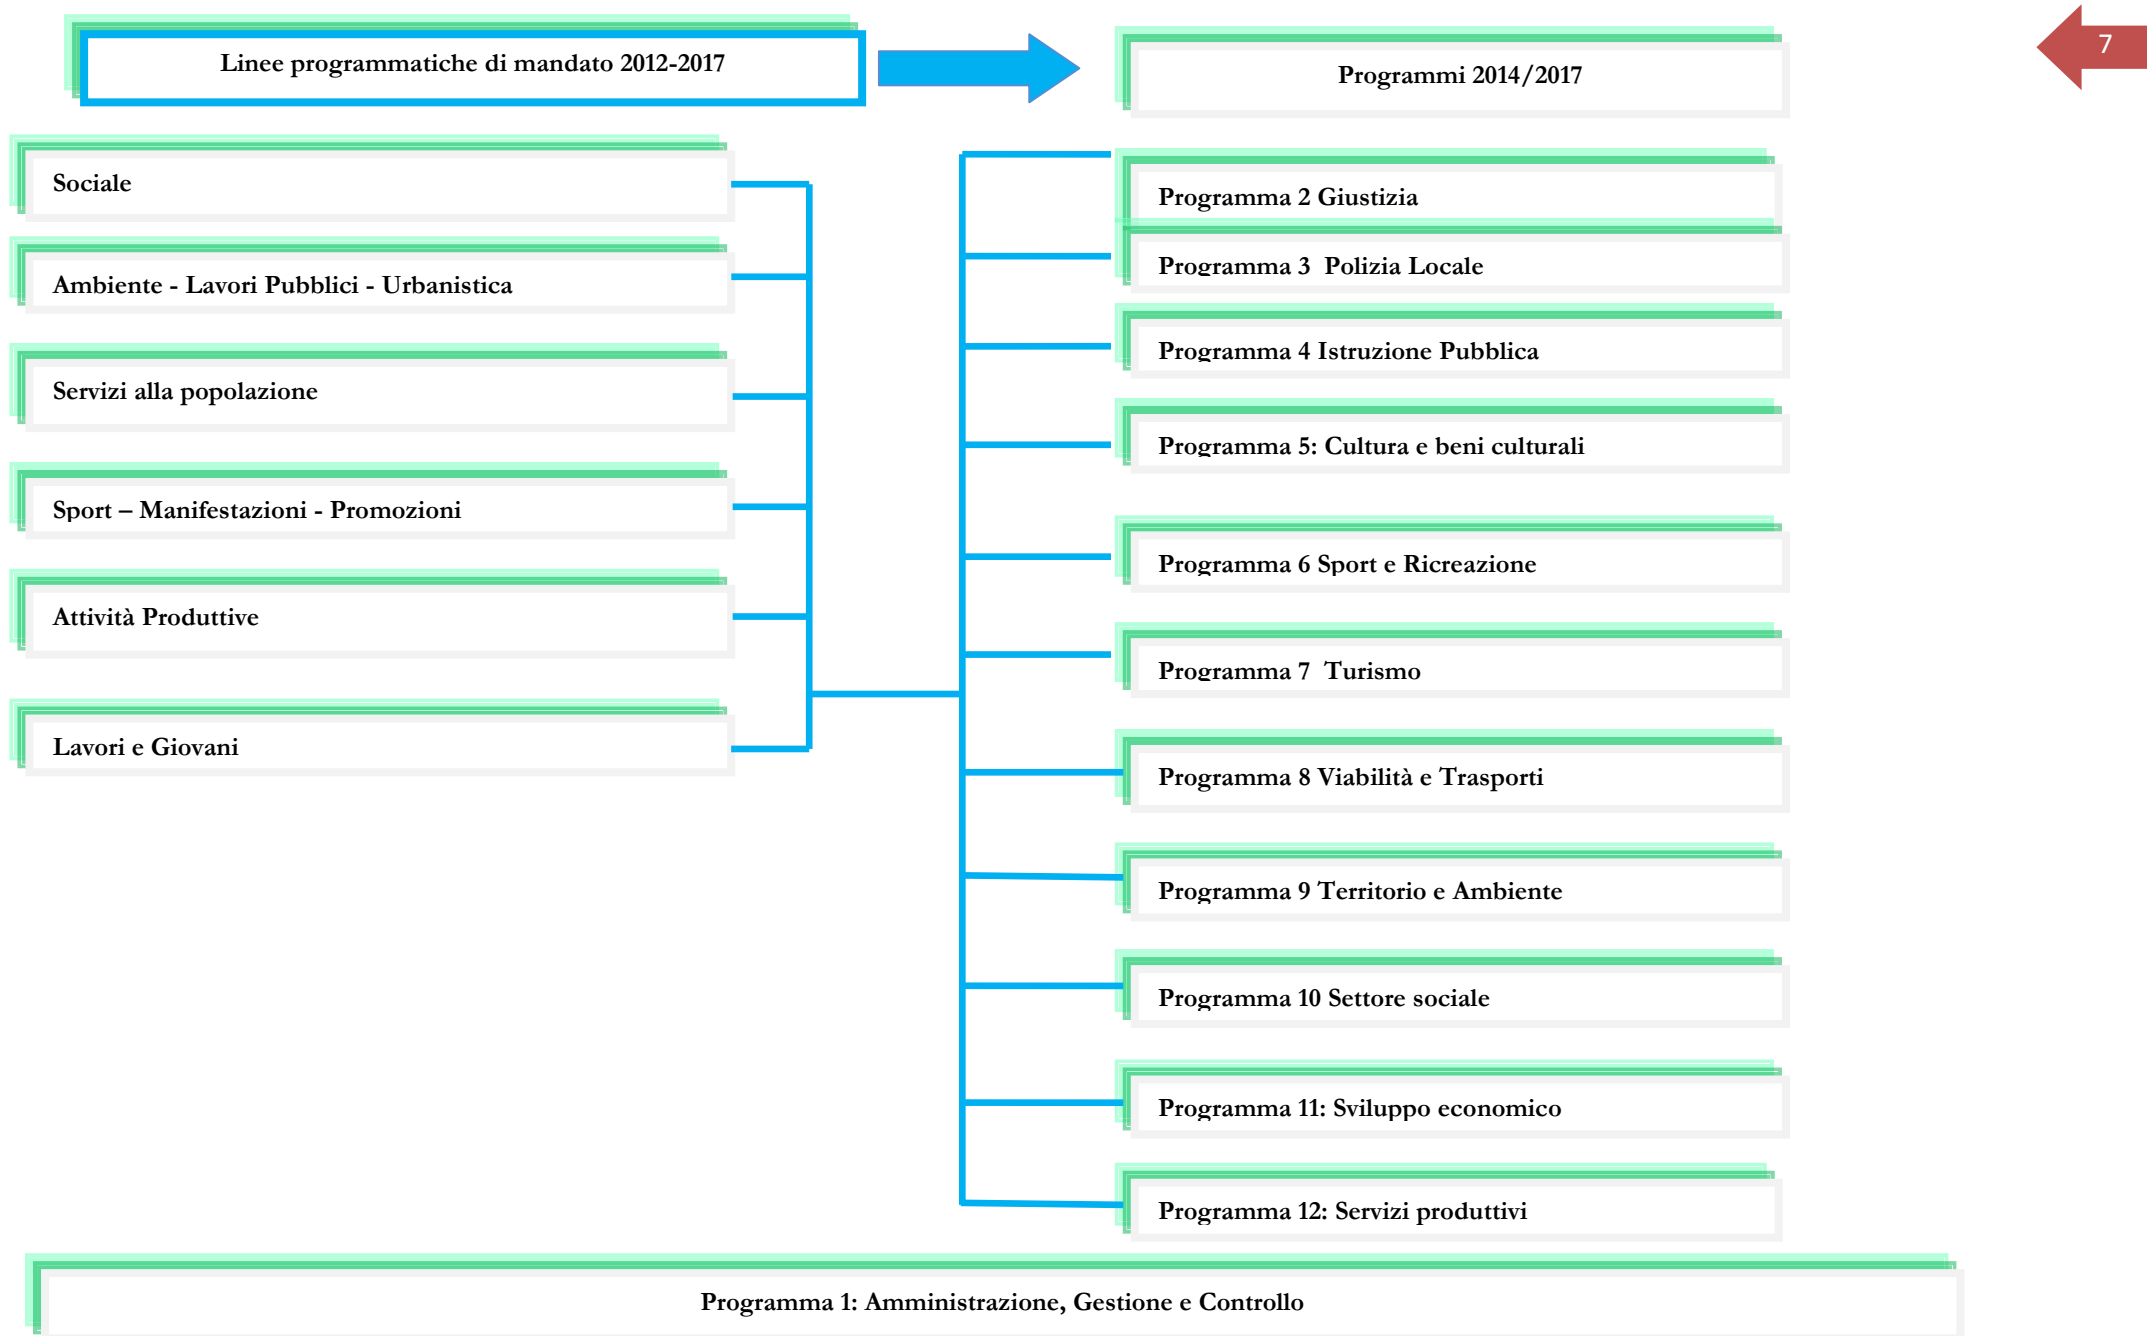 Linee programmatiche di mandato 2012-2017
Programmi 2014/2017
7
Sociale
Ambiente - Lavori Pubblici - Urbanistica
Servizi alla popolazione
Sport – Manifestazioni - Promozioni
Attività Produttive
Lavori e Giovani
Programma 2 Giustizia
Programma 3  Polizia Locale
Programma 4 Istruzione Pubblica
Programma 5: Cultura e beni culturali
Programma 6 Sport e Ricreazione
Programma 7  Turismo
Programma 8 Viabilità e Trasporti
Programma 9 Territorio e Ambiente
Programma 10 Settore sociale
Programma 11: Sviluppo economico
Programma 12: Servizi produttivi
Programma 1: Amministrazione, Gestione e Controllo